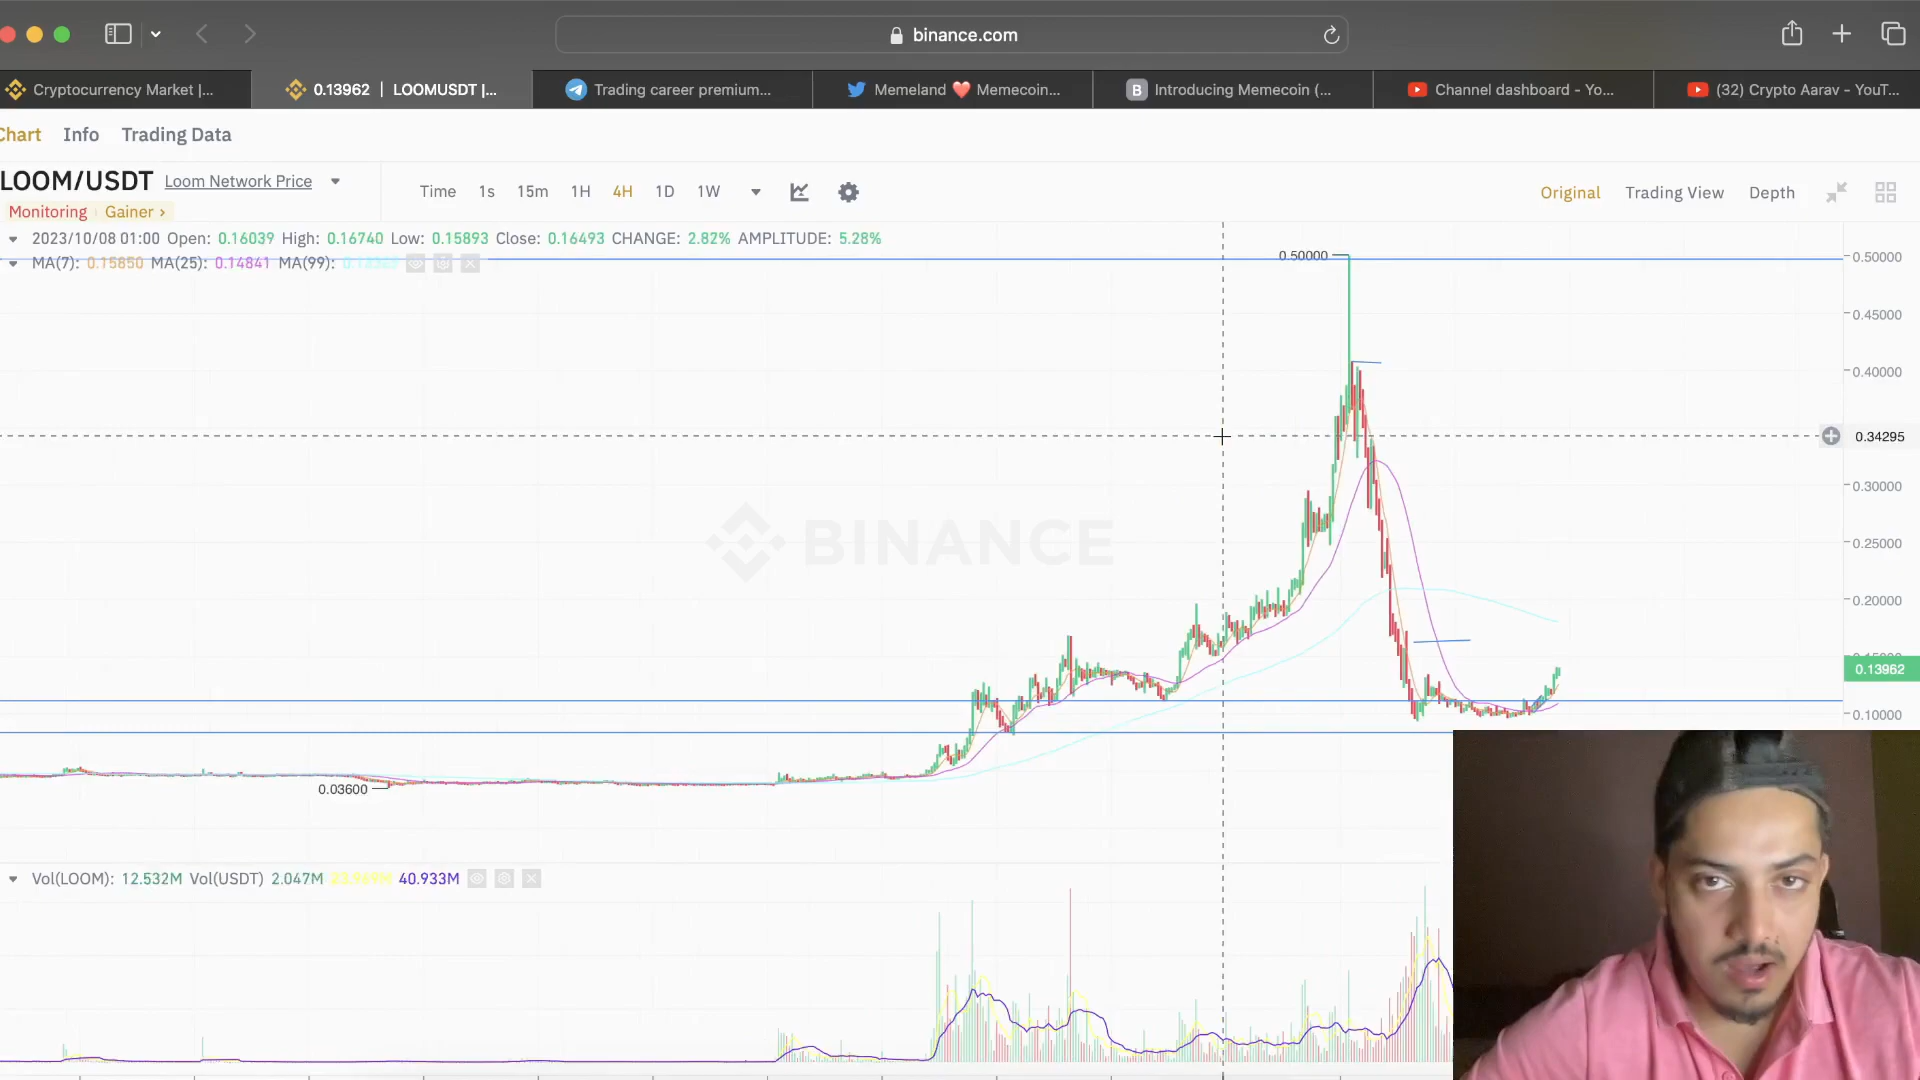 binance.com
Cryptocurrency Market |...
0.13962 | LOOMUSDT |...
Trading career premium...
Memeland ❤️ Memecoin...
Introducing Memecoin (...
Channel dashboard - Yo...
(32) Crypto Aarav - YouT...
Chart Info Trading Data
LOOM/USDT Loom Network Price
Monitoring Gainer
Time 1s 15m 1H 4H 1D 1W
Original Trading View Depth
2023/10/08 01:00 Open: 0.16039 High: 0.16740 Low: 0.15893 Close: 0.16493 CHANGE: 2.82% AMPLITUDE: 5.28%
MA(7): 0.15850 MA(25): 0.14841 MA(99):
0.50000
0.50000
0.45000
0.40000
0.34295
0.30000
0.25000
0.20000
0.13962
0.10000
BINANCE
0.03600
Vol(LOOM): 12.532M Vol(USDT) 2.047M 40.933M